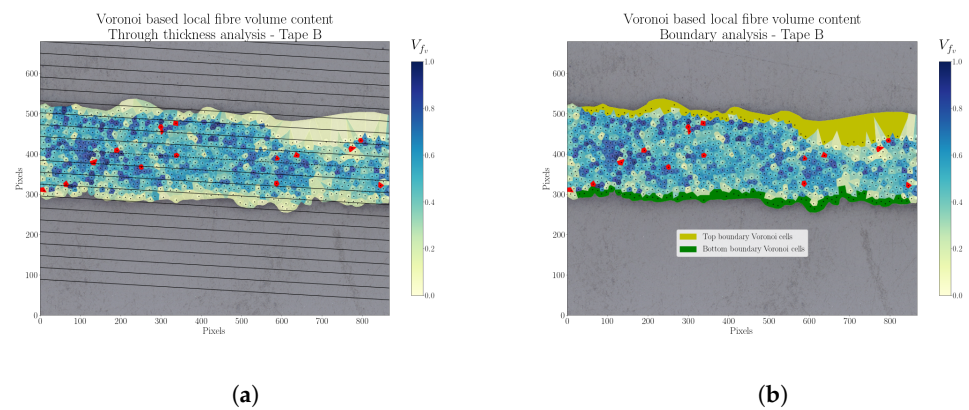 Voronoi based local fibre volume content
Through thickness analysis - Tape B
V_{f_v}
1.0
0.8
0.6
0.4
0.2
0.0
600
500
400
300
200
100
0
Pixels
0 100 200 300 400 500 600 700 800
Pixels
(a)
Voronoi based local fibre volume content
Boundary analysis - Tape B
V_{f_v}
1.0
0.8
0.6
0.4
0.2
0.0
600
500
400
300
200
100
0
Pixels
Top boundary Voronoi cells
Bottom boundary Voronoi cells
0 100 200 300 400 500 600 700 800
Pixels
(b)